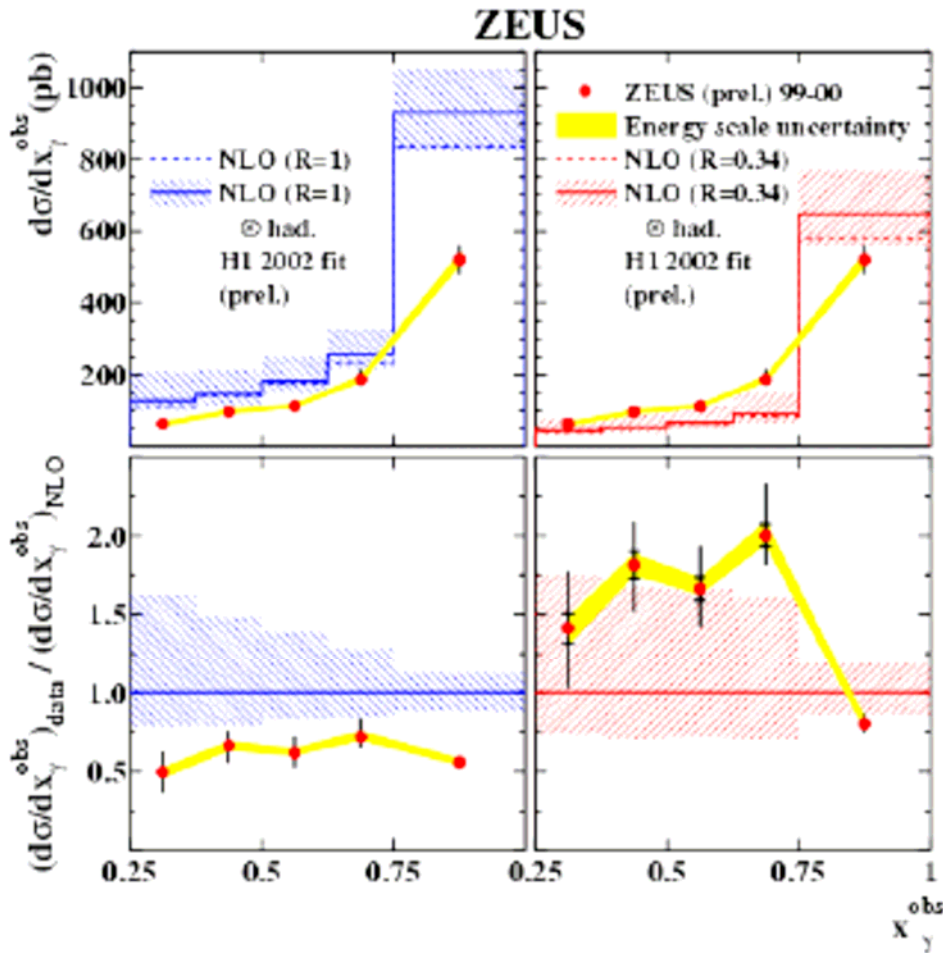 ZEUS
dσ/dx_γ^obs (pb)
1000
800
600
400
200
NLO (R=1)
NLO (R=1)
⊗ had.
H1 2002 fit
(prel.)
ZEUS (prel.) 99-00
Energy scale uncertainty
NLO (R=0.34)
NLO (R=0.34)
⊗ had.
H1 2002 fit
(prel.)
(dσ/dx_γ^obs)_data / (dσ/dx_γ^obs)_NLO
2.0
1.5
1.0
0.5
0.25 0.5 0.75 0.25 0.5 0.75 1
x_γ^obs